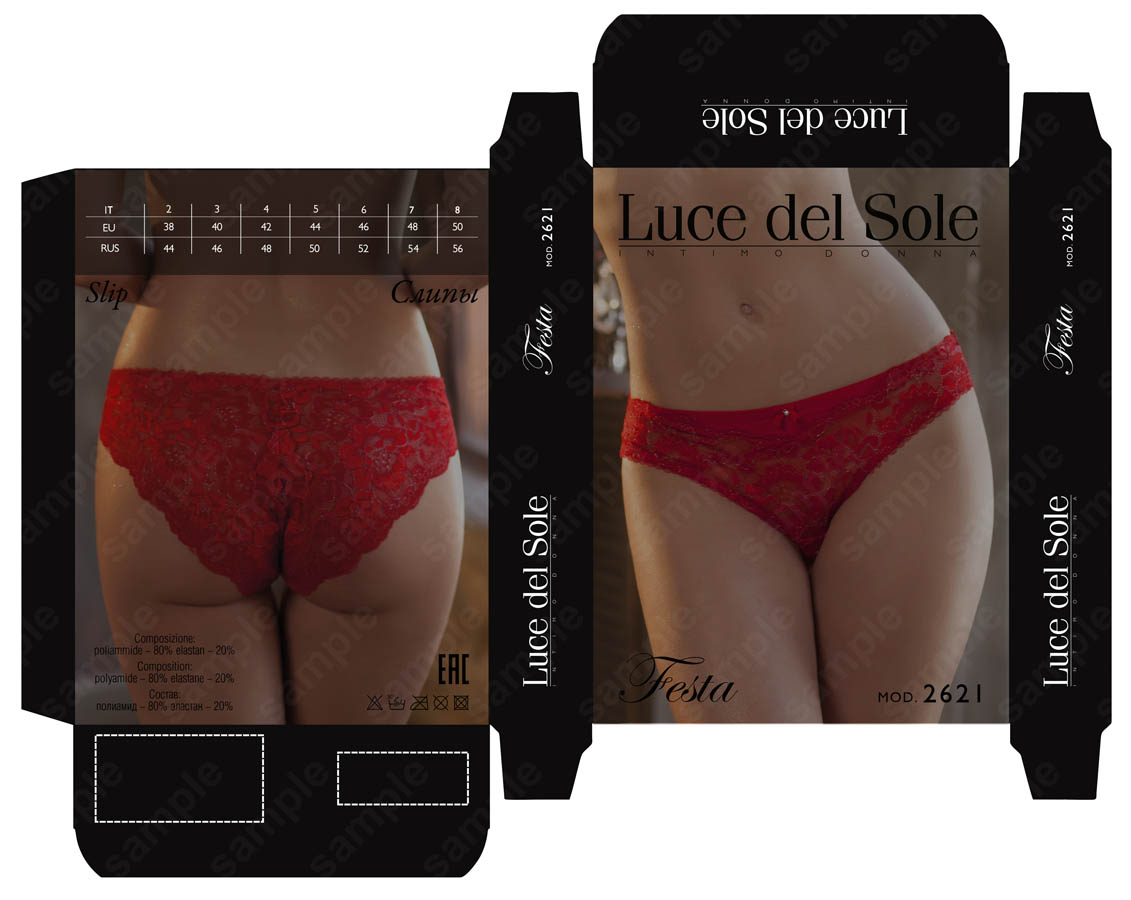 IT 2 3 4 5 6 7 8
EU 38 40 42 44 46 48 50
RUS 44 46 48 50 52 54 56
Slip
Слипы
Composizione:
poliammide – 80% elastan – 20%
Composition:
polyamide – 80% elastane – 20%
Состав:
полиамид – 80% эластан – 20%
EAC
MOD. 2621
Festa
Luce del Sole
INTIMO DONNA
Luce del Sole
INTIMO DONNA
Luce del Sole
INTIMO DONNA
Festa
MOD. 2621
MOD. 2621
Festa
Luce del Sole
INTIMO DONNA
sample